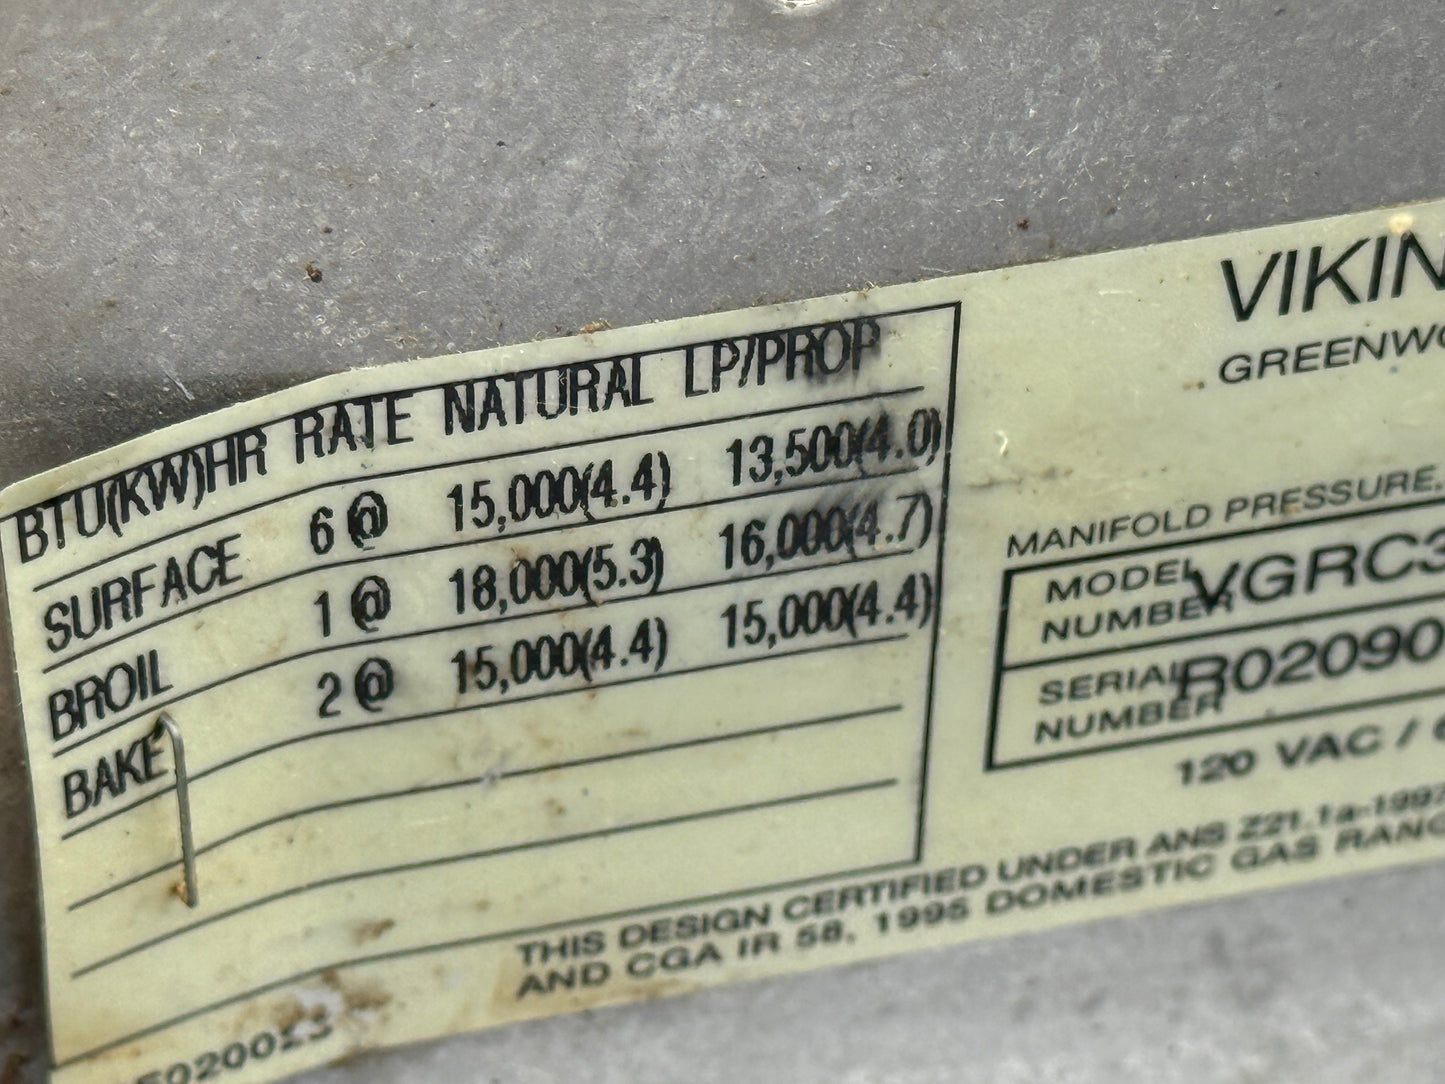 BTU(KW)HR RATE NATURAL LP/PROP
SURFACE 6 @ 15,000(4.4) 13,500(4.0)
BROIL 1 @ 18,000(5.3) 16,000(4.7)
BAKE 2 @ 15,000(4.4) 15,000(4.4)
VIKIN
GREENWO
MANIFOLD PRESSURE,
MODEL NUMBER VGRC3
SERIAL NUMBER R02090
120 VAC / 6
THIS DESIGN CERTIFIED UNDER ANS Z21.1a-1997
AND CGA IR 58, 1995 DOMESTIC GAS RANG
F020023